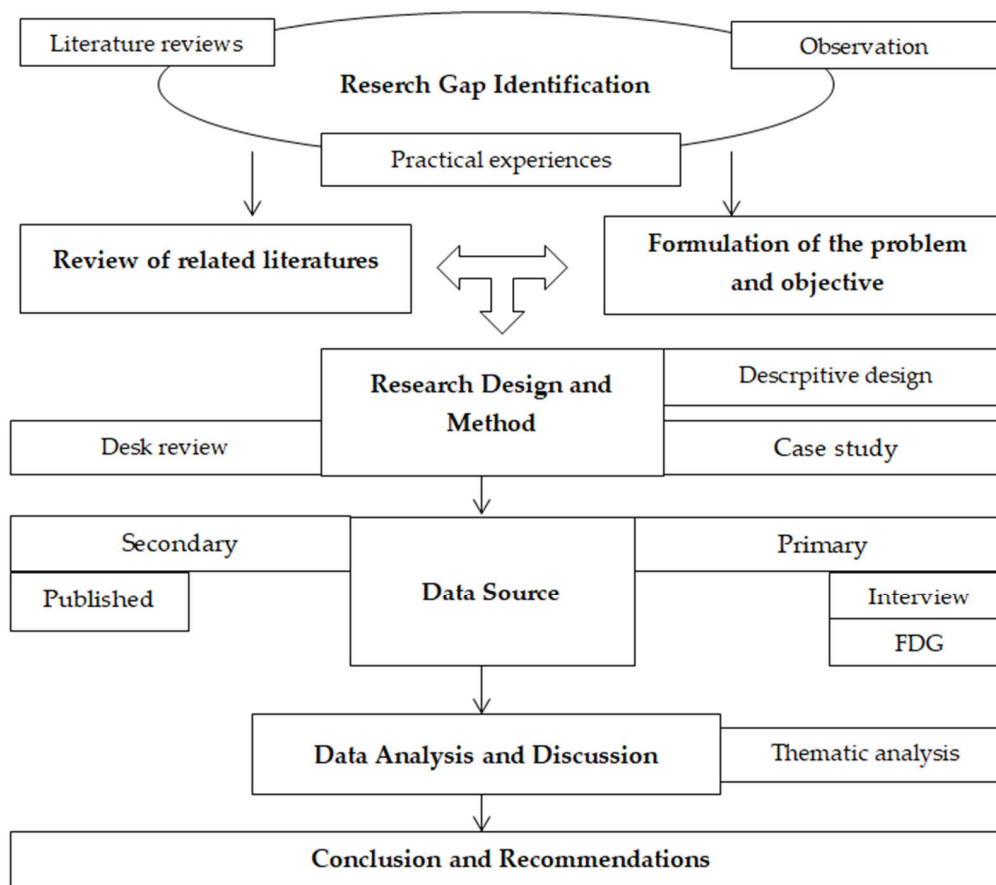 Literature reviews
Observation
Reserch Gap Identification
Practical experiences
Review of related literatures
Formulation of the problem
and objective
Research Design and
Method
Descrpitive design
Desk review
Case study
Secondary
Primary
Data Source
Published
Interview
FDG
Data Analysis and Discussion
Thematic analysis
Conclusion and Recommendations